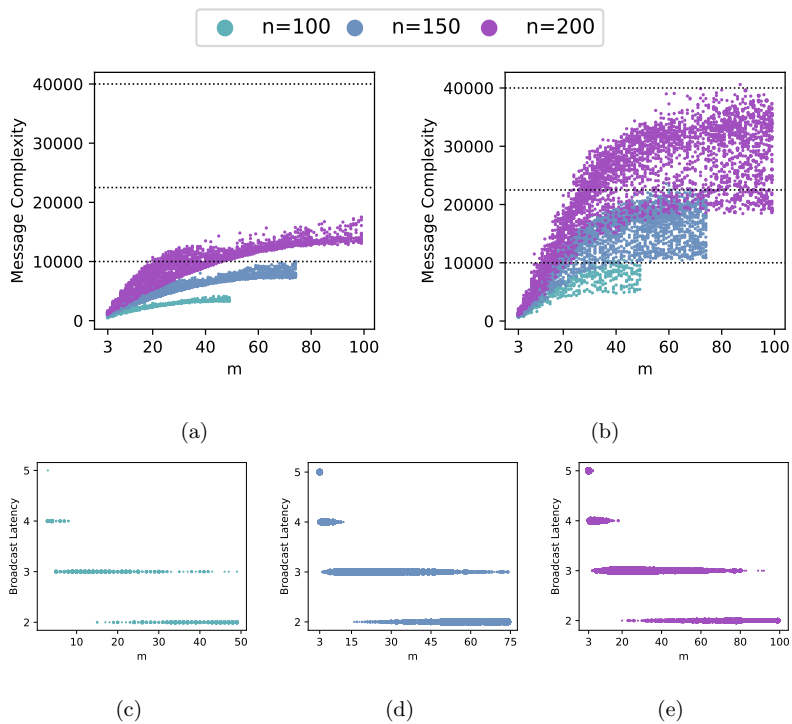 n=100 n=150 n=200
Message Complexity
40000
30000
20000
10000
0
3 20 40 60 80 100
m
(a)
Message Complexity
40000
30000
20000
10000
0
3 20 40 60 80 100
m
(b)
Broadcast Latency
5
4
3
2
10 20 30 40 50
m
(c)
Broadcast Latency
5
4
3
2
3 15 30 45 60 75
m
(d)
Broadcast Latency
5
4
3
2
3 20 40 60 80 100
m
(e)